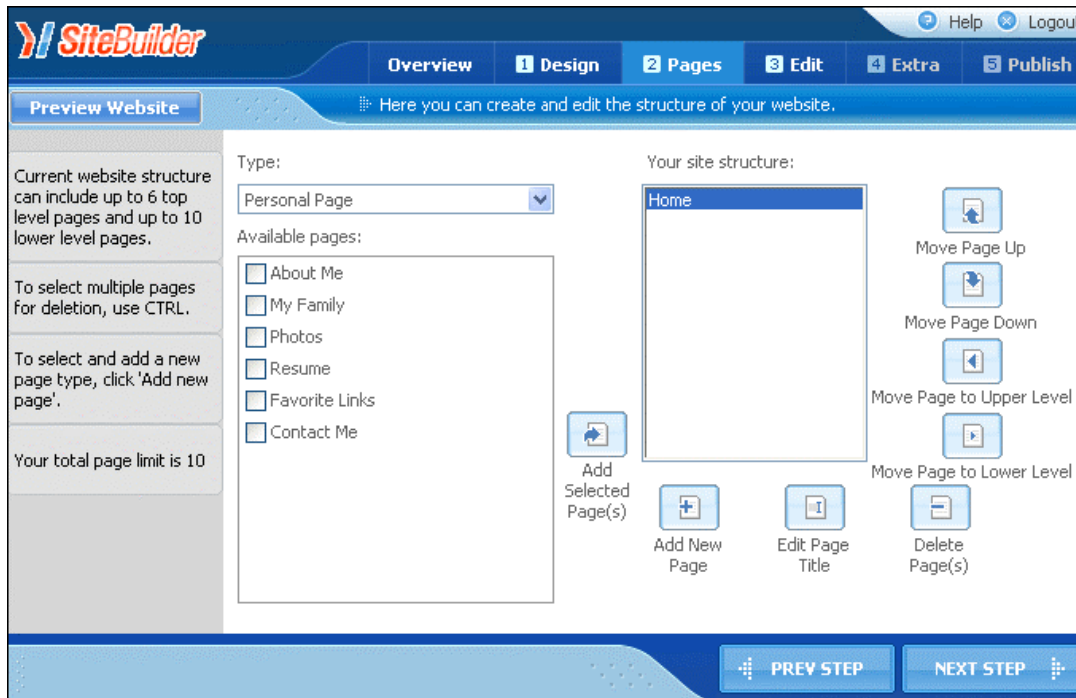 SiteBuilder
Help
Logout
Overview
1 Design
2 Pages
3 Edit
4 Extra
5 Publish
Preview Website
Here you can create and edit the structure of your website.
Current website structure
can include up to 6 top
level pages and up to 10
lower level pages.
To select multiple pages
for deletion, use CTRL.
To select and add a new
page type, click 'Add new
page'.
Your total page limit is 10
Type:
Personal Page
Available pages:
About Me
My Family
Photos
Resume
Favorite Links
Contact Me
Add
Selected
Page(s)
Your site structure:
Home
Move Page Up
Move Page Down
Move Page to Upper Level
Move Page to Lower Level
Add New
Page
Edit Page
Title
Delete
Page(s)
PREV STEP
NEXT STEP